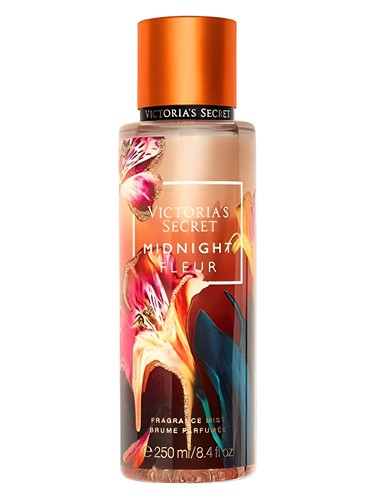 VICTORIA'S SECRET
VICTORIA'S
SECRET
MIDNIGHT
FLEUR
FRAGRANCE MIST
BRUME PARFUMÉE
℮ 250 ml/8.4 fl oz